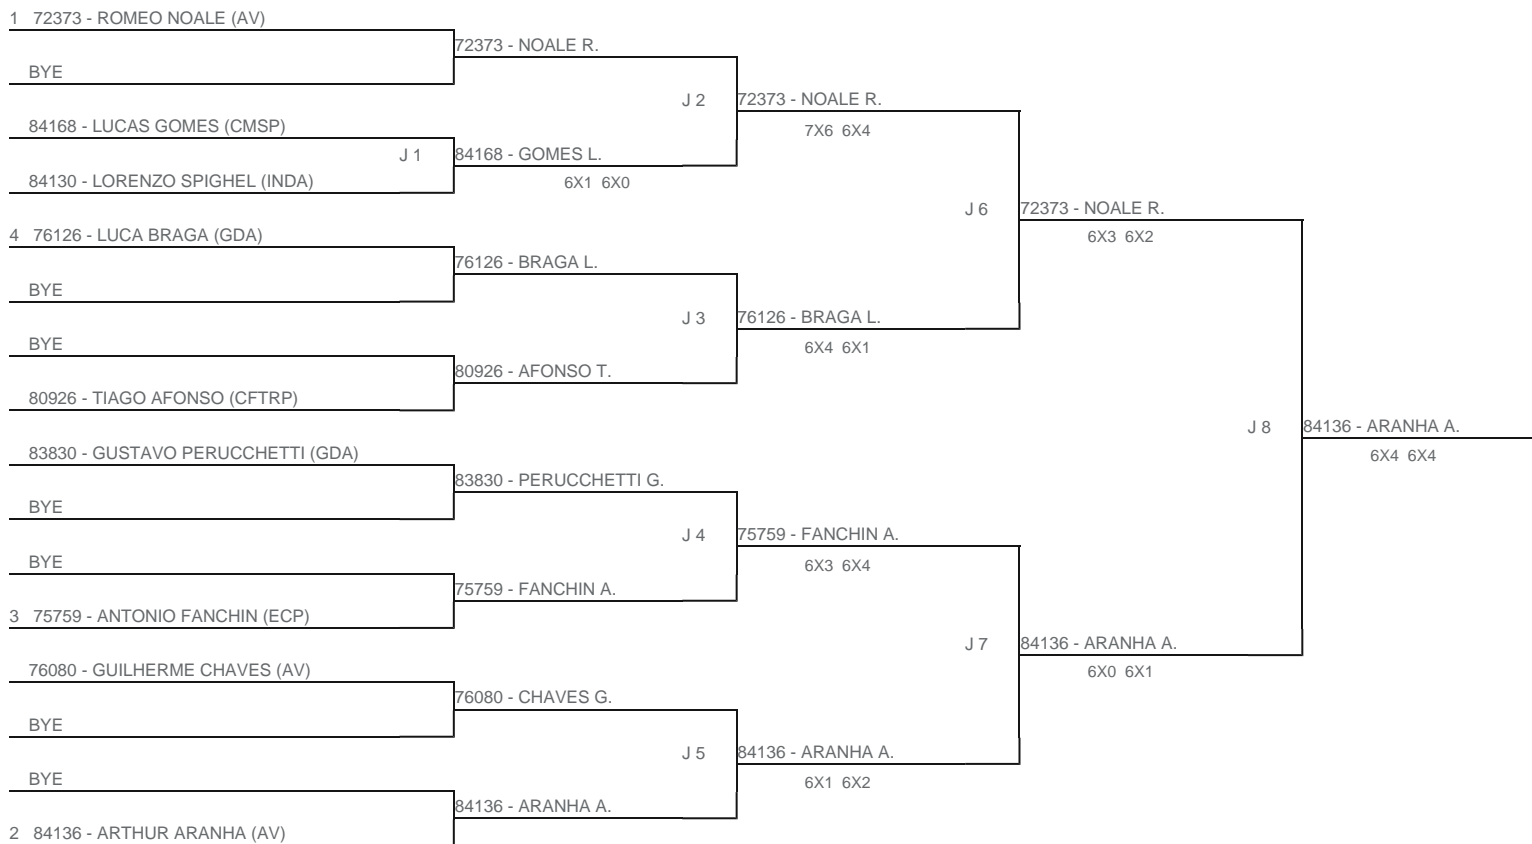 1 72373 - ROMEO NOALE (AV)
72373 - NOALE R.
BYE
J 2
72373 - NOALE R.
7X6 6X4
84168 - LUCAS GOMES (CMSP)
J 1
84168 - GOMES L.
6X1 6X0
84130 - LORENZO SPIGHEL (INDA)
J 6
72373 - NOALE R.
6X3 6X2
4 76126 - LUCA BRAGA (GDA)
76126 - BRAGA L.
BYE
J 3
76126 - BRAGA L.
6X4 6X1
BYE
80926 - AFONSO T.
80926 - TIAGO AFONSO (CFTRP)
J 8
84136 - ARANHA A.
6X4 6X4
83830 - GUSTAVO PERUCCHETTI (GDA)
83830 - PERUCCHETTI G.
BYE
J 4
75759 - FANCHIN A.
6X3 6X4
BYE
75759 - FANCHIN A.
3 75759 - ANTONIO FANCHIN (ECP)
J 7
84136 - ARANHA A.
6X0 6X1
76080 - GUILHERME CHAVES (AV)
76080 - CHAVES G.
BYE
J 5
84136 - ARANHA A.
6X1 6X2
BYE
84136 - ARANHA A.
2 84136 - ARTHUR ARANHA (AV)